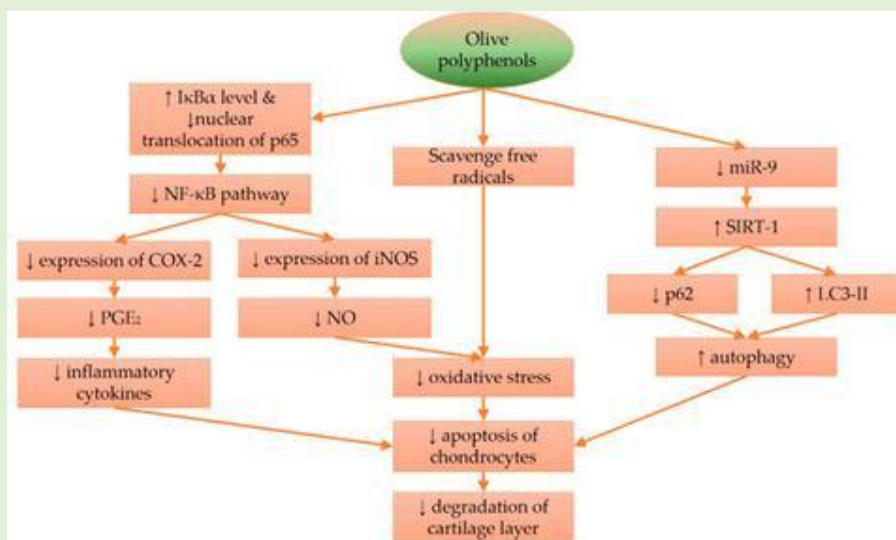 Olive
polyphenols
↑ IκBα level &
↓nuclear
translocation of p65
Scavenge free
radicals
↓ miR-9
↓ NF-κB pathway
↑ SIRT-1
↓ expression of COX-2
↓ expression of iNOS
↓ p62
↑ LC3-II
↓ PGE₂
↓ NO
↑ autophagy
↓ inflammatory
cytokines
↓ oxidative stress
↓ apoptosis of
chondrocytes
↓ degradation of
cartilage layer